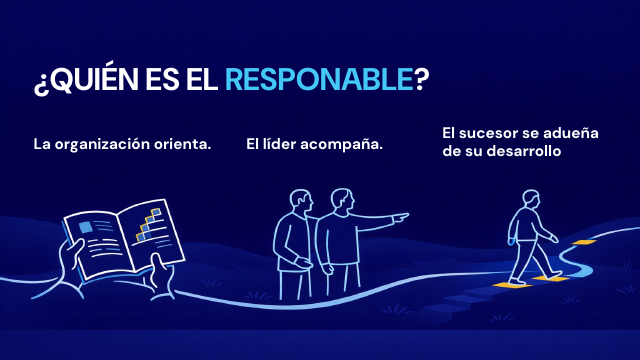 ¿QUIÉN ES EL RESPONABLE?
La organización orienta.
El líder acompaña.
El sucesor se adueña
de su desarrollo